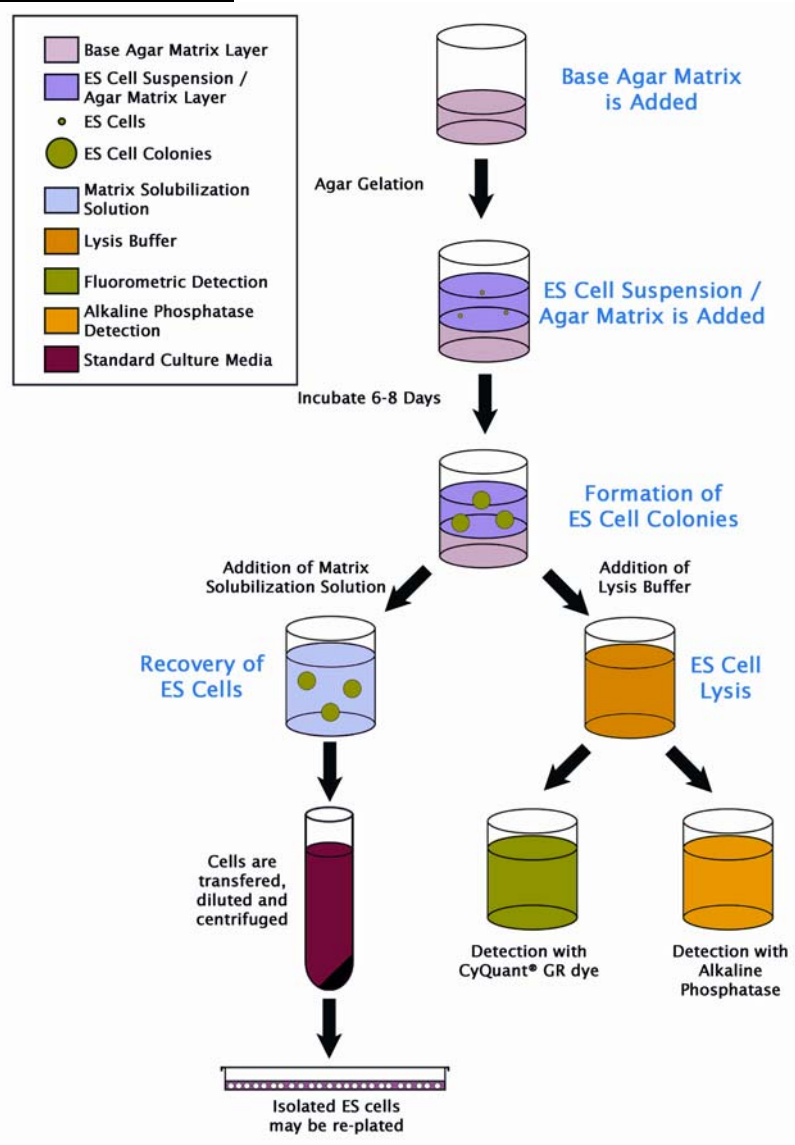 Base Agar Matrix Layer
ES Cell Suspension /
Agar Matrix Layer
ES Cells
ES Cell Colonies
Matrix Solubilization
Solution
Lysis Buffer
Fluorometric Detection
Alkaline Phosphatase
Detection
Standard Culture Media
Base Agar Matrix
is Added
Agar Gelation
ES Cell Suspension /
Agar Matrix is Added
Incubate 6-8 Days
Formation of
ES Cell Colonies
Addition of Matrix
Solubilization Solution
Addition of
Lysis Buffer
Recovery of
ES Cells
ES Cell
Lysis
Cells are
transfered,
diluted and
centrifuged
Detection with
CyQuant® GR dye
Detection with
Alkaline
Phosphatase
Isolated ES cells
may be re-plated